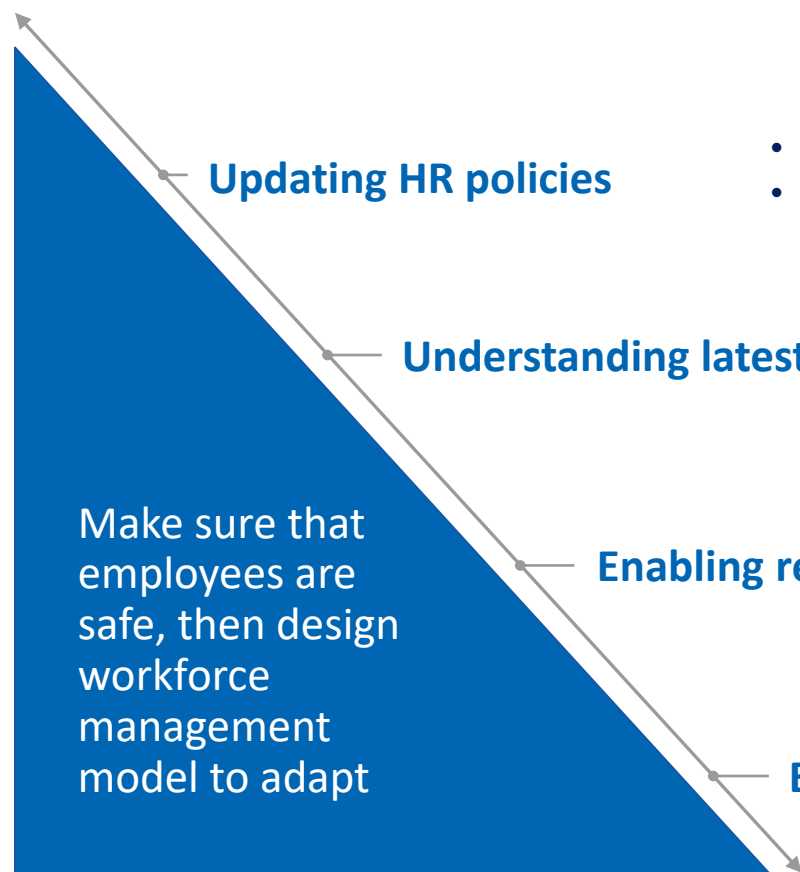 Updating HR policies
Understanding latest
Enabling
Make sure that
employees are
safe, then design
workforce
management
model to adapt